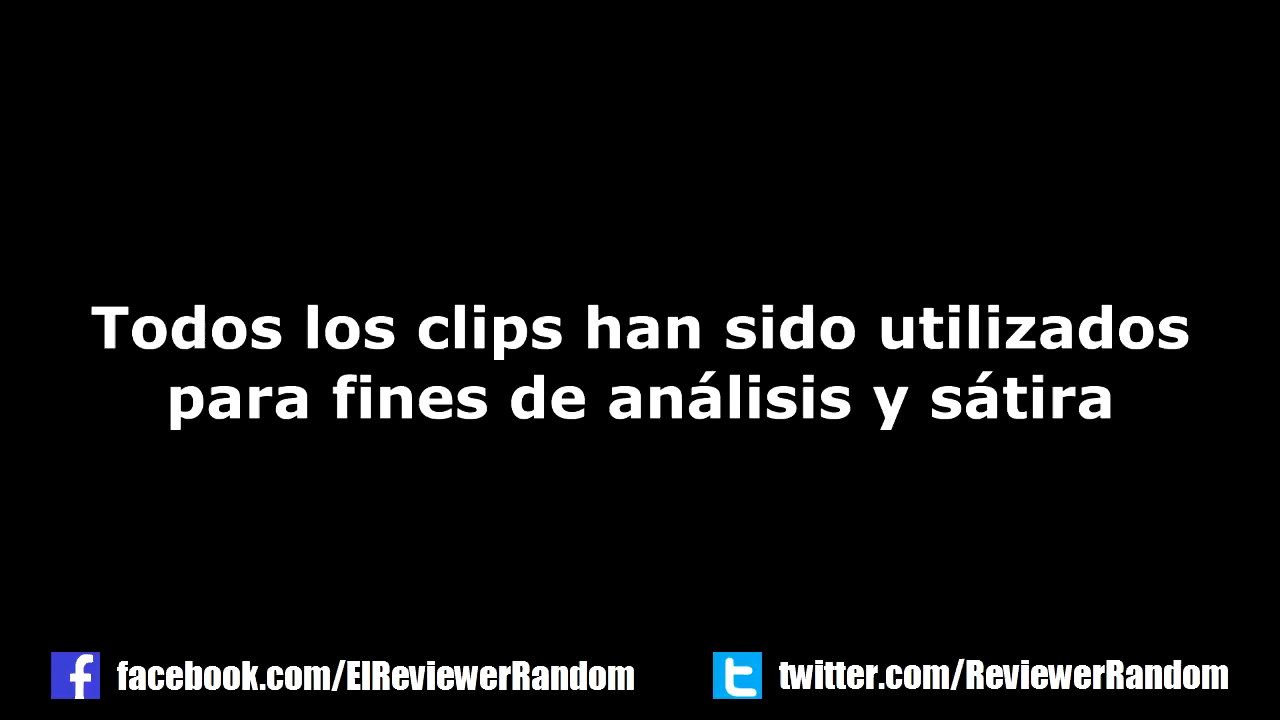 Todos los clips han sido utilizados
para fines de análisis y sátira
facebook.com/ElReviewerRandom
twitter.com/ReviewerRandom